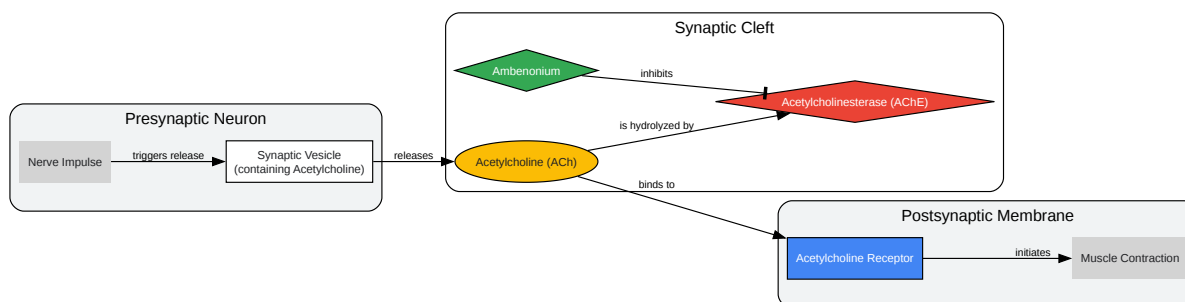 Synaptic Cleft
Ambenonium
inhibits
Acetylcholinesterase (AChE)
Presynaptic Neuron
is hydrolyzed by
Nerve Impulse
triggers release
Synaptic Vesicle
(containing Acetylcholine)
releases
Acetylcholine (ACh)
binds to
Postsynaptic Membrane
Acetylcholine Receptor
initiates
Muscle Contraction